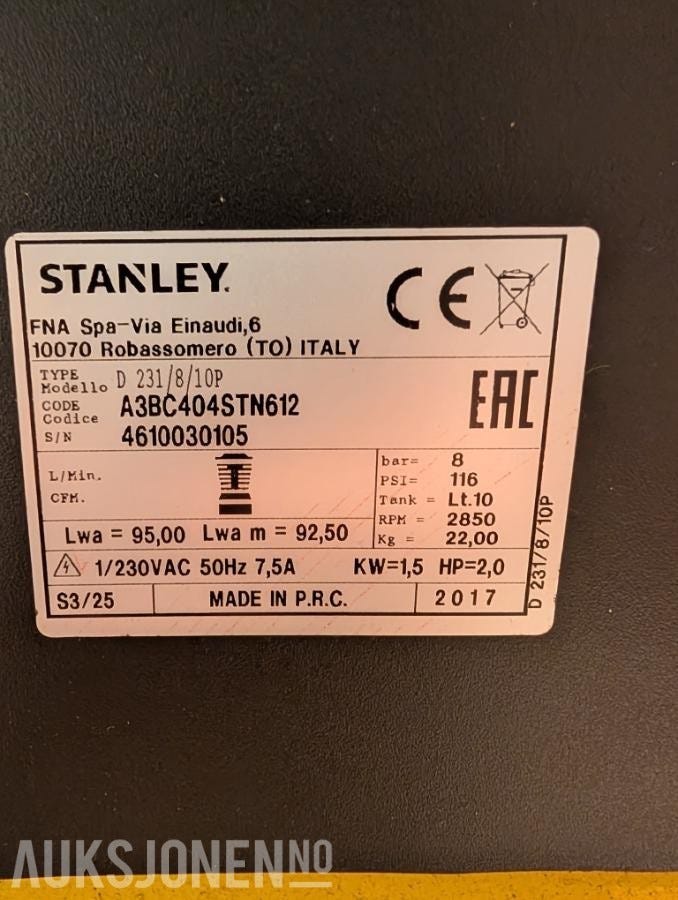 STANLEY.
CE
FNA Spa-Via Einaudi,6
10070 Robassomero (TO) ITALY
TYPE
Modello D 231/8/10P
CODE
Codice A3BC404STN612
S/N 4610030105
EAC
L/Min.
CFM.
bar= 8
PSI= 116
Tank = Lt.10
RPM = 2850
Kg = 22,00
Lwa = 95,00 Lwa m = 92,50
1/230VAC 50Hz 7,5A KW=1,5 HP=2,0
S3/25 MADE IN P.R.C. 2017
D 231/8/10P
AUKSJONEN.NO